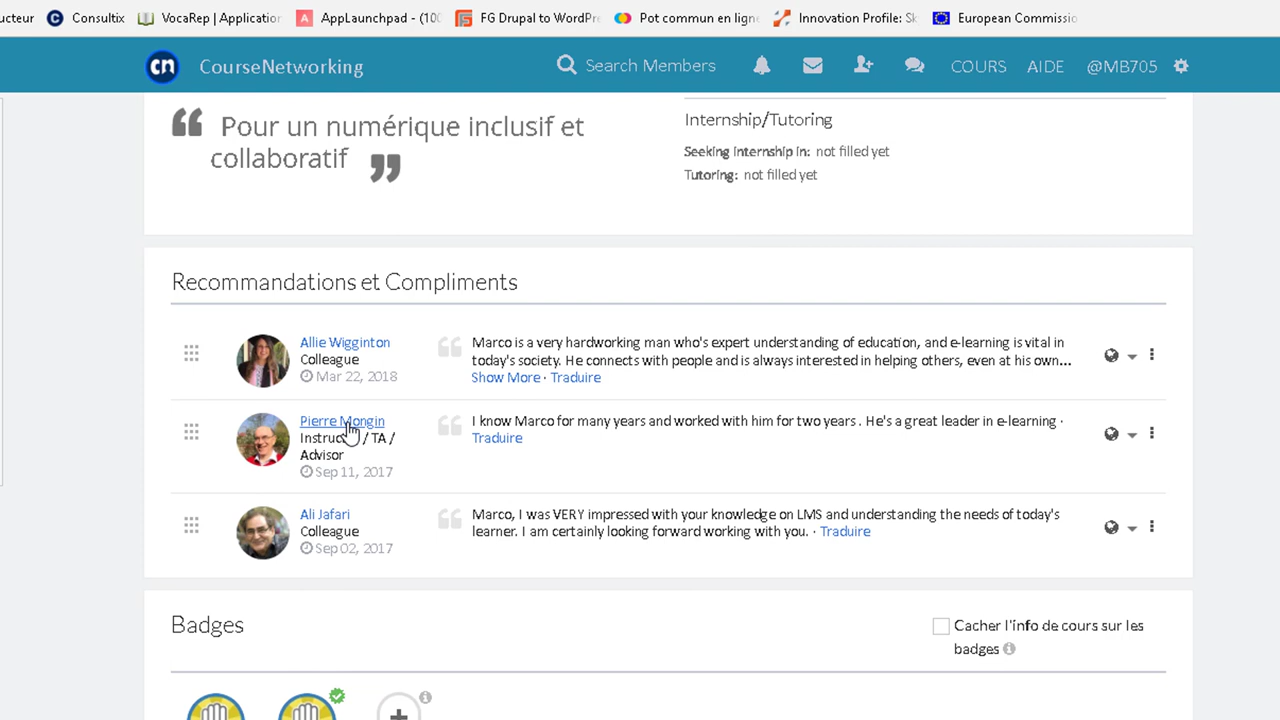 ucteur Consultix VocaRep | Application AppLaunchpad - (100 FG Drupal to WordPre Pot commun en ligne Innovation Profile: Sk European Commissio
cn CourseNetworking Search Members COURS AIDE @MB705
Pour un numérique inclusif et
collaboratif
Internship/Tutoring
Seeking internship in: not filled yet
Tutoring: not filled yet
Recommandations et Compliments
Allie Wigginton
Colleague
Mar 22, 2018
Marco is a very hardworking man who's expert understanding of education, and e-learning is vital in
today's society. He connects with people and is always interested in helping others, even at his own...
Show More · Traduire
Pierre Mongin
Instructor / TA /
Advisor
Sep 11, 2017
I know Marco for many years and worked with him for two years . He's a great leader in e-learning ·
Traduire
Ali Jafari
Colleague
Sep 02, 2017
Marco, I was VERY impressed with your knowledge on LMS and understanding the needs of today's
learner. I am certainly looking forward working with you. · Traduire
Badges
Cacher l'info de cours sur les
badges